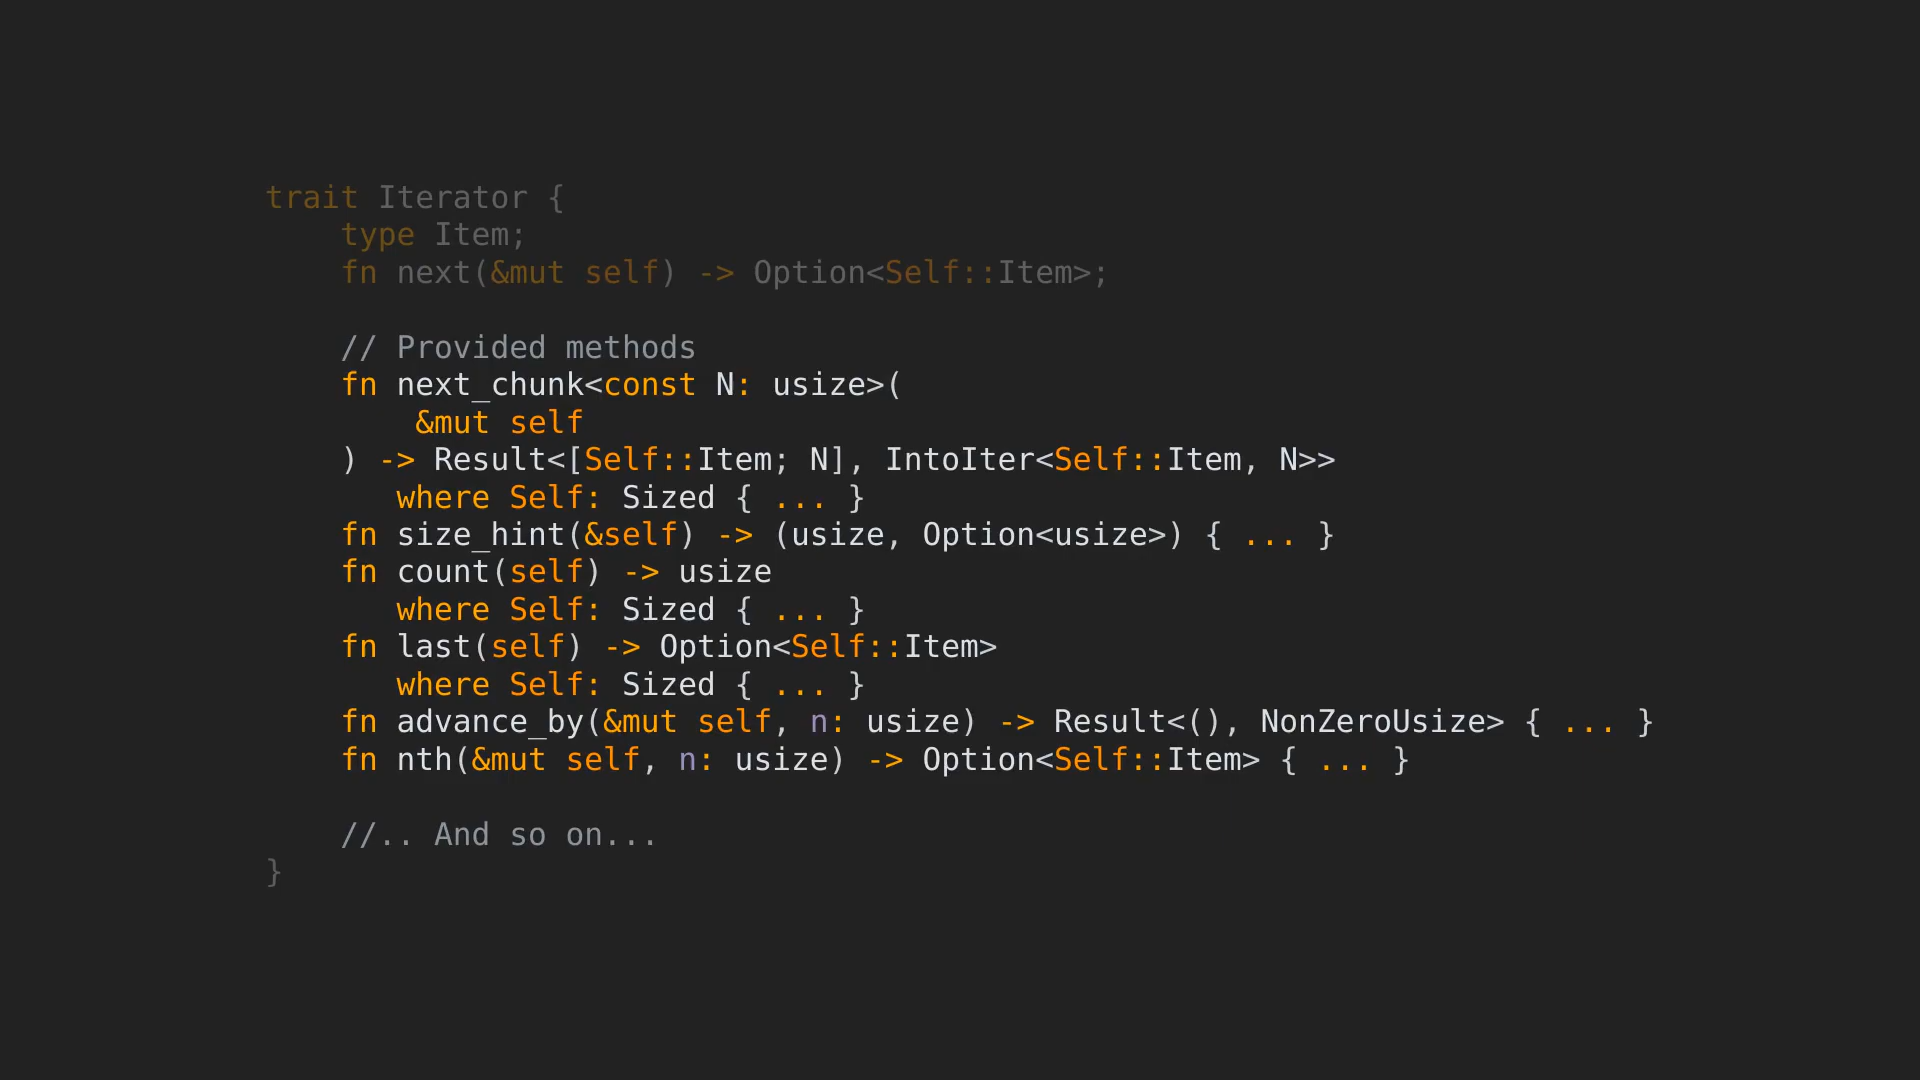 trait Iterator {
    type Item;
    fn next(&mut self) -> Option<Self::Item>;

    // Provided methods
    fn next_chunk<const N: usize>(
        &mut self
    ) -> Result<[Self::Item; N], IntoIter<Self::Item, N>>
       where Self: Sized { ... }
    fn size_hint(&self) -> (usize, Option<usize>) { ... }
    fn count(self) -> usize
       where Self: Sized { ... }
    fn last(self) -> Option<Self::Item>
       where Self: Sized { ... }
    fn advance_by(&mut self, n: usize) -> Result<(), NonZeroUsize> { ... }
    fn nth(&mut self, n: usize) -> Option<Self::Item> { ... }

    //.. And so on...
}